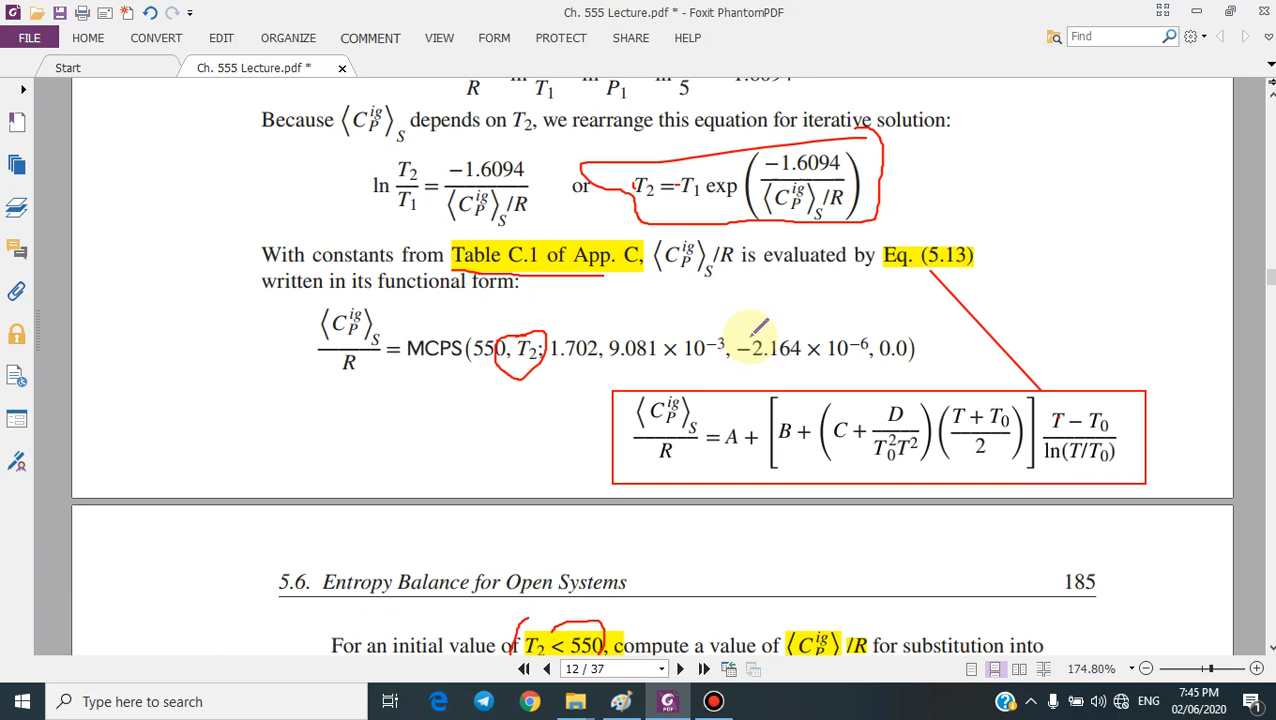 Ch. 555 Lecture.pdf * - Foxit PhantomPDF
FILE HOME CONVERT EDIT ORGANIZE COMMENT VIEW FORM PROTECT SHARE HELP Find
Start Ch. 555 Lecture.pdf *
R T₁ P₁ 5
Because ⟨C_P^ig⟩_S depends on T₂, we rearrange this equation for iterative solution:
ln T₂/T₁ = −1.6094/(⟨C_P^ig⟩_S/R) or T₂ = T₁ exp(−1.6094/(⟨C_P^ig⟩_S/R))
With constants from Table C.1 of App. C, ⟨C_P^ig⟩_S/R is evaluated by Eq. (5.13)
written in its functional form:
⟨C_P^ig⟩_S/R = MCPS(550, T₂; 1.702, 9.081 × 10⁻³, −2.164 × 10⁻⁶, 0.0)
⟨C_P^ig⟩_S/R = A + [B + (C + D/(T₀²T²))((T + T₀)/2)] (T − T₀)/ln(T/T₀)
5.6. Entropy Balance for Open Systems 185
For an initial value of T₂ < 550, compute a value of ⟨C_P^ig⟩/R for substitution into
12 / 37 174.80%
Type here to search ENG 7:45 PM
02/06/2020